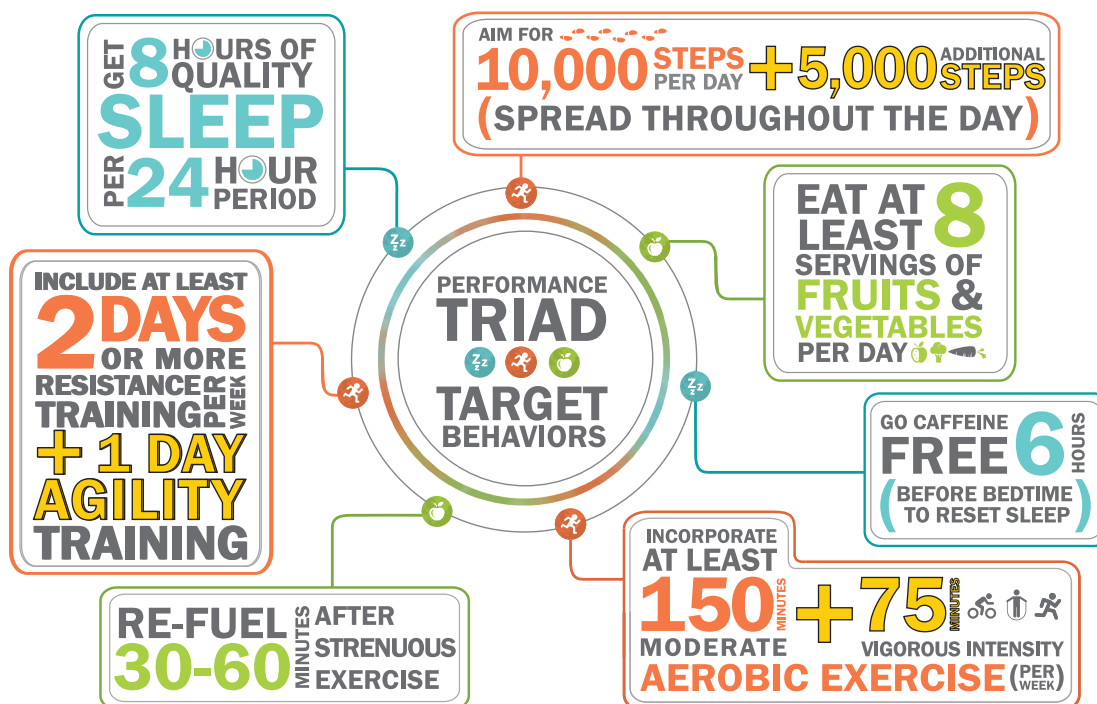 GET 8 HOURS OF
QUALITY
SLEEP
PER 24 HOUR
PERIOD
AIM FOR
10,000 STEPS PER DAY + 5,000 ADDITIONAL STEPS
(SPREAD THROUGHOUT THE DAY)
EAT AT
LEAST 8
SERVINGS OF
FRUITS &
VEGETABLES
PER DAY
INCLUDE AT LEAST
2 DAYS
OR MORE
RESISTANCE
TRAINING PER WEEK
+ 1 DAY
AGILITY
TRAINING
PERFORMANCE
TRIAD
Zzz
TARGET
BEHAVIORS
Zzz
Zzz
GO CAFFEINE
FREE 6 HOURS
(BEFORE BEDTIME
TO RESET SLEEP)
RE-FUEL
30-60 MINUTES
AFTER
STRENUOUS
EXERCISE
INCORPORATE
AT LEAST
150 MINUTES + 75 MINUTES
MODERATE VIGOROUS INTENSITY
AEROBIC EXERCISE (PER WEEK)